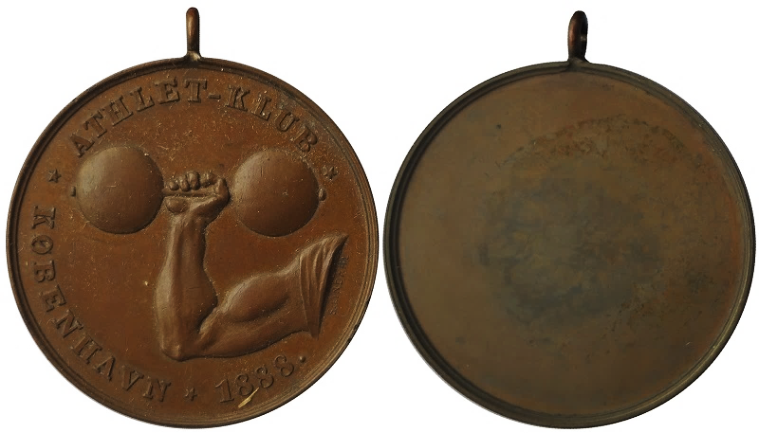 * ATHLET-KLUB *
KØBENHAVN * 1888.